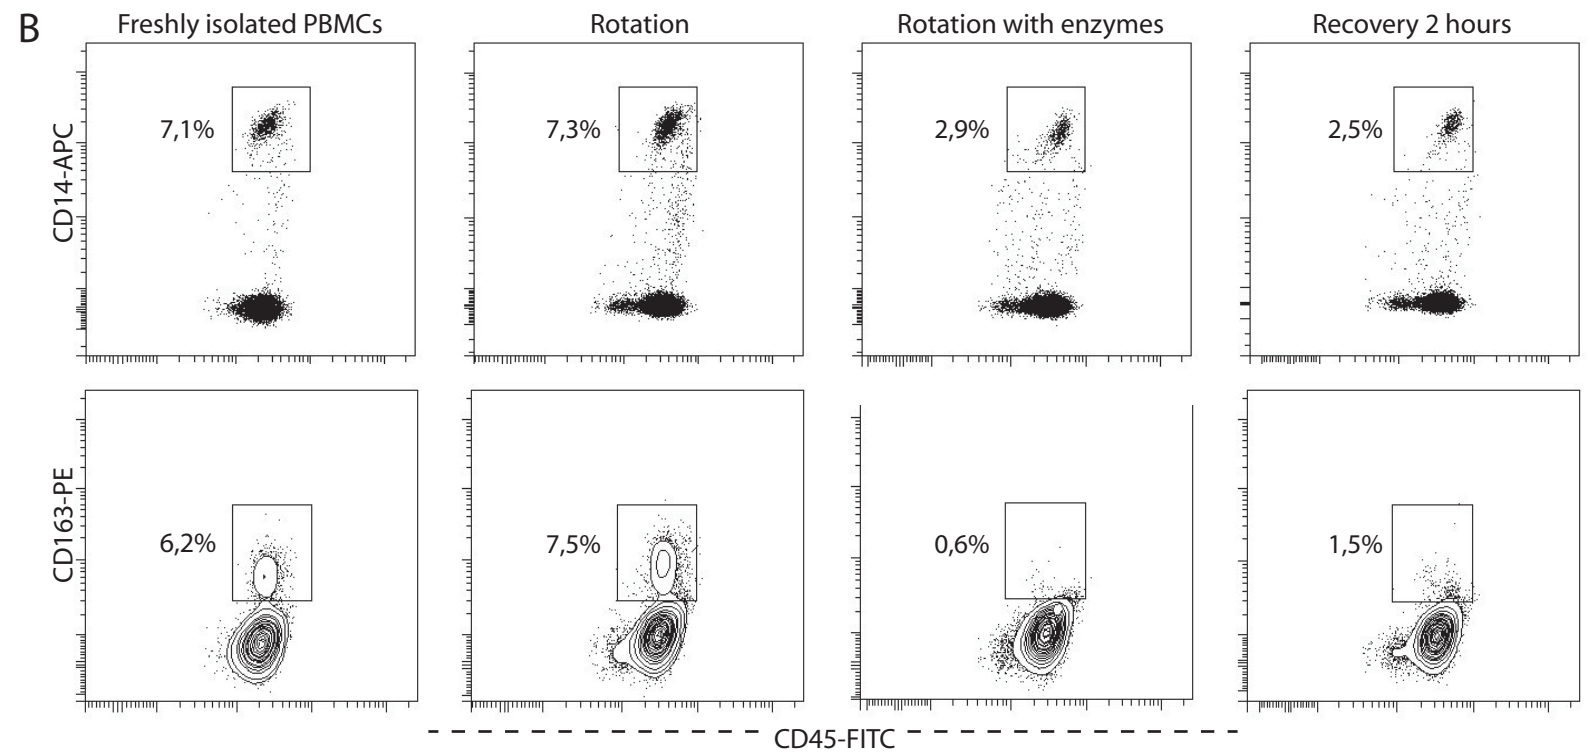 B
Freshly isolated PBMCs
Rotation
Rotation with enzymes
Recovery 2 hours
CD14-APC
7,1%
7,3%
2,9%
2,5%
CD163-PE
6,2%
7,5%
0,6%
1,5%
CD45-FITC